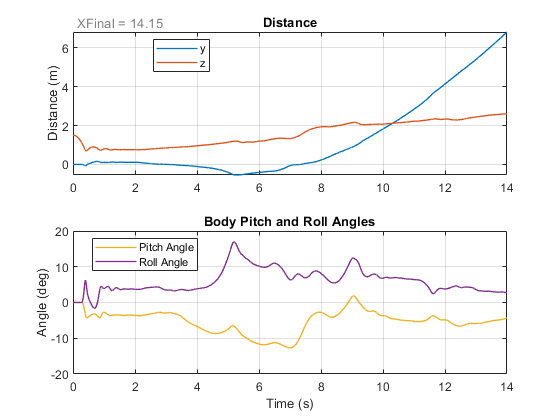 XFinal = 14.15
Distance
y
z
Distance (m)
6
4
2
0
0 2 4 6 8 10 12 14
Body Pitch and Roll Angles
Pitch Angle
Roll Angle
Angle (deg)
20
10
0
-10
-20
0 2 4 6 8 10 12 14
Time (s)